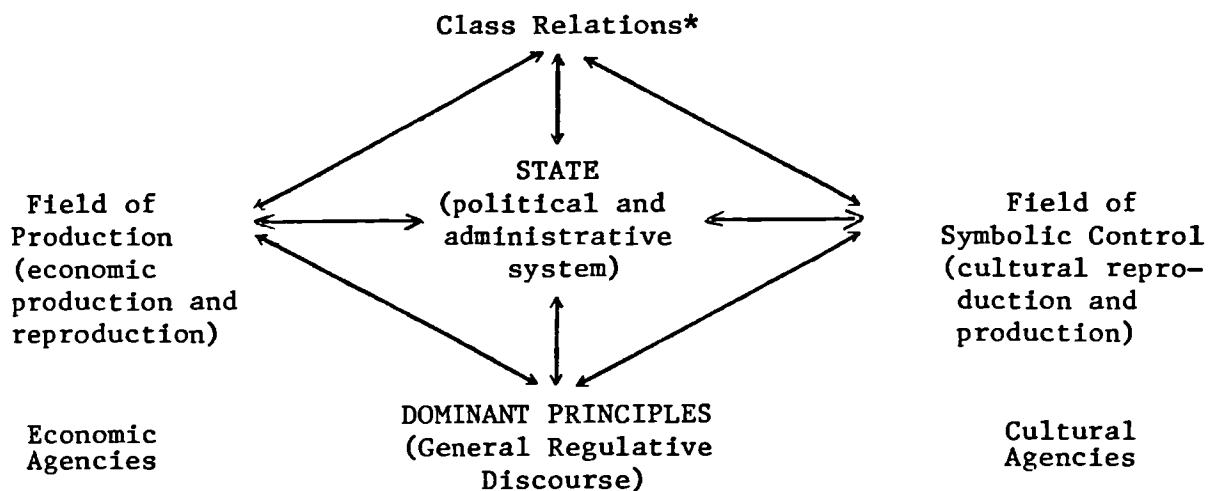 Class Relations*
STATE
(political and
administrative
system)
Field of
Production
(economic
production and
reproduction)
Field of
Symbolic Control
(cultural repro-
duction and
production)
DOMINANT PRINCIPLES
(General Regulative
Discourse)
Economic
Agencies
Cultural
Agencies